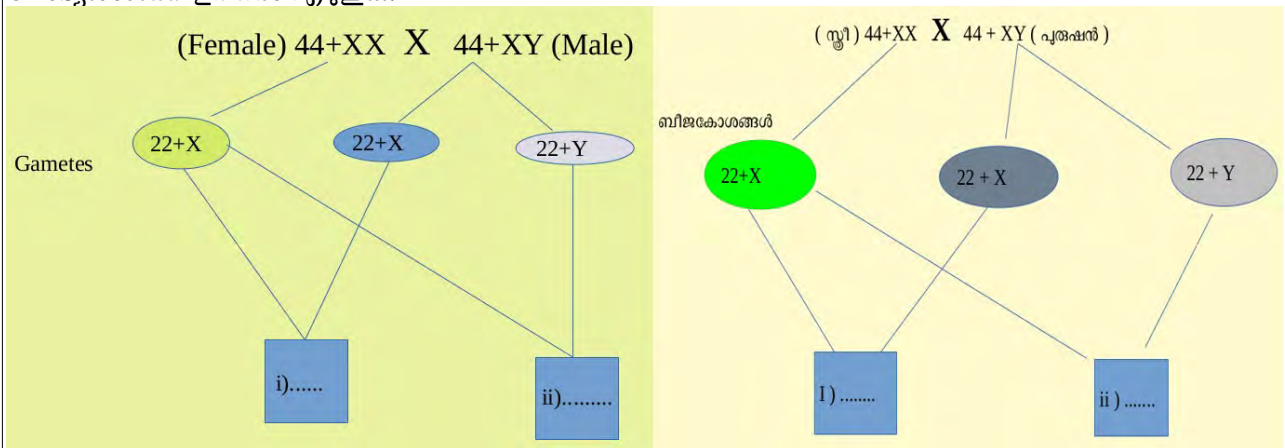 (Female) 44+XX X 44+XY (Male)
22+X 22+X 22+Y
Gametes
i)......
ii).........
( സ്ത്രീ ) 44+XX X 44 + XY ( പുരുഷൻ )
ബീജകോശങ്ങൾ
22+X 22 + X 22 + Y
I ) ........
ii ) .......